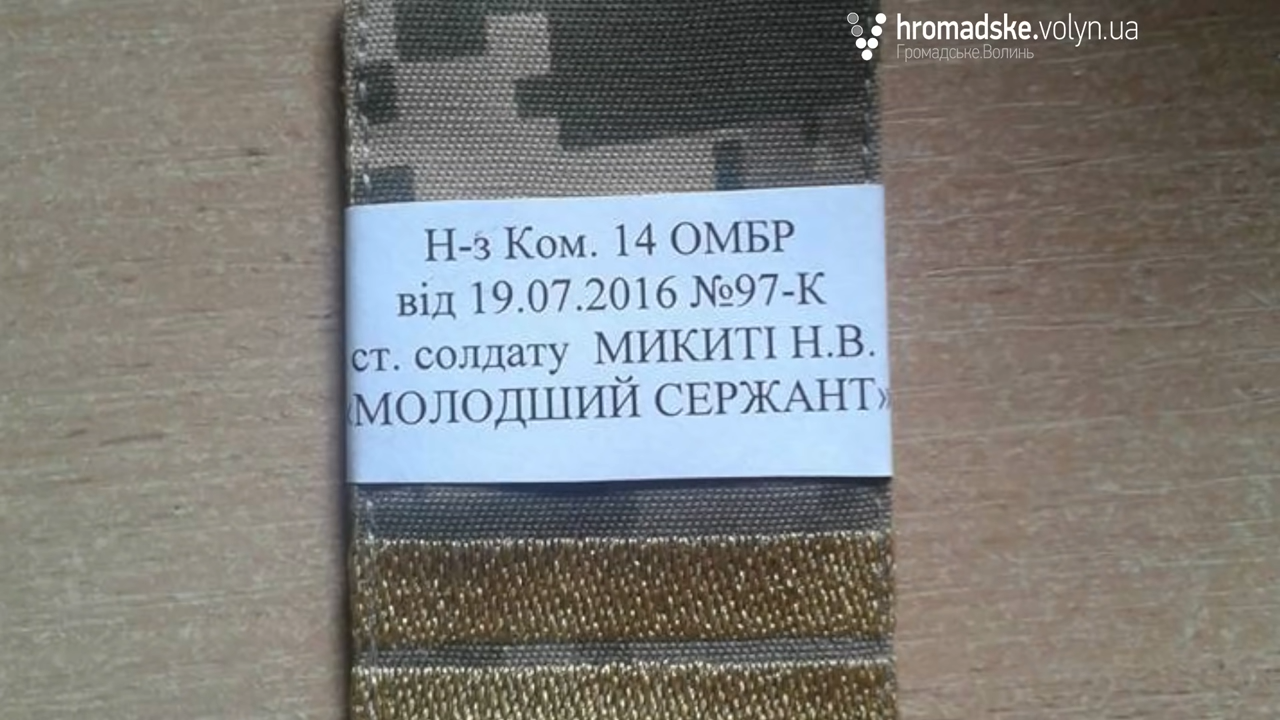 hromadske.volyn.ua
Громадське.Волинь
Н-з Ком. 14 ОМБР
від 19.07.2016 №97-К
ст. солдату МИКИТІ Н.В.
«МОЛОДШИЙ СЕРЖАНТ»